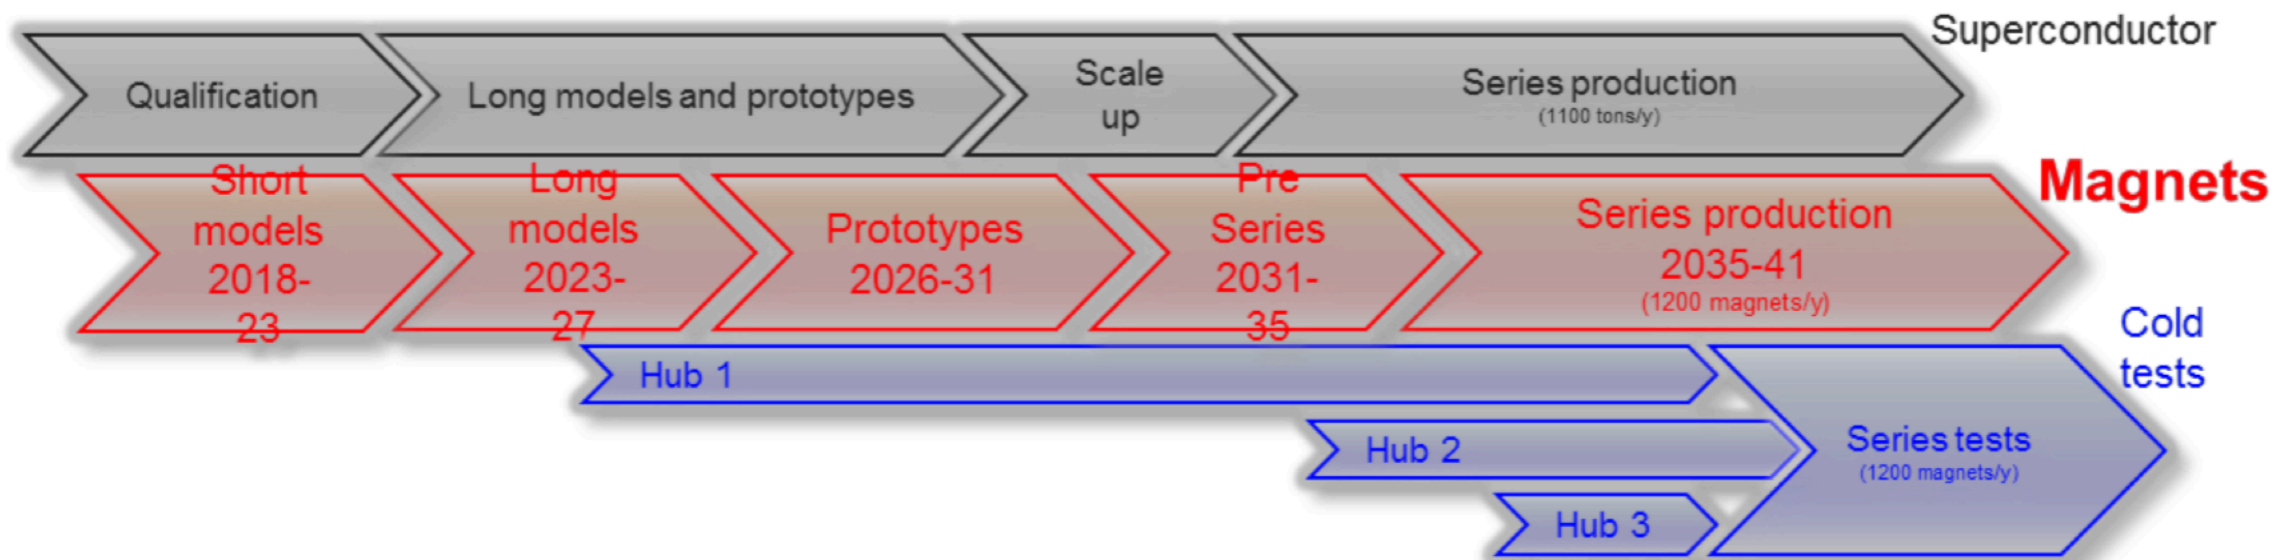 Superconductor
Qualification
Long models and prototypes
Scale
up
Series production
(1100 tons/y)
Magnets
Short
models
2018-
23
Long
models
2023-
27
Prototypes
2026-31
Pre
Series
2031-
35
Series production
2035-41
(1200 magnets/y)
Cold
tests
Hub 1
Hub 2
Hub 3
Series tests
(1200 magnets/y)